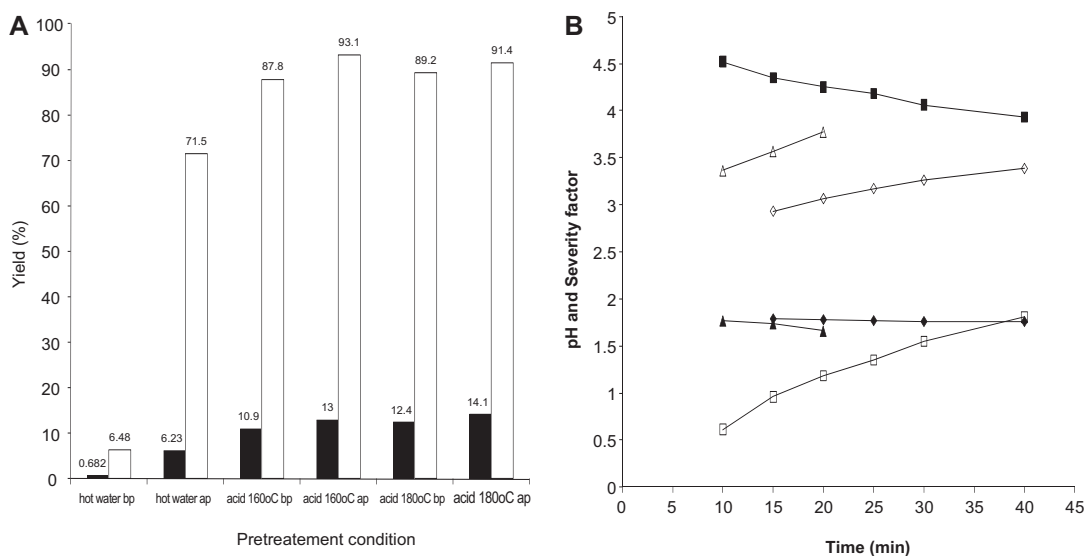 A
100
90
80
70
60
50
40
30
20
10
0
Yield (%)
0.682
6.48
6.23
71.5
10.9
87.8
13
93.1
12.4
89.2
14.1
91.4
hot water bp
hot water ap
acid 160oC bp
acid 160oC ap
acid 180oC bp
acid 180oC ap
Pretreatement condition
B
5
4.5
4
3.5
3
2.5
2
1.5
1
0.5
0
pH and Severity factor
0 5 10 15 20 25 30 35 40 45
Time (min)